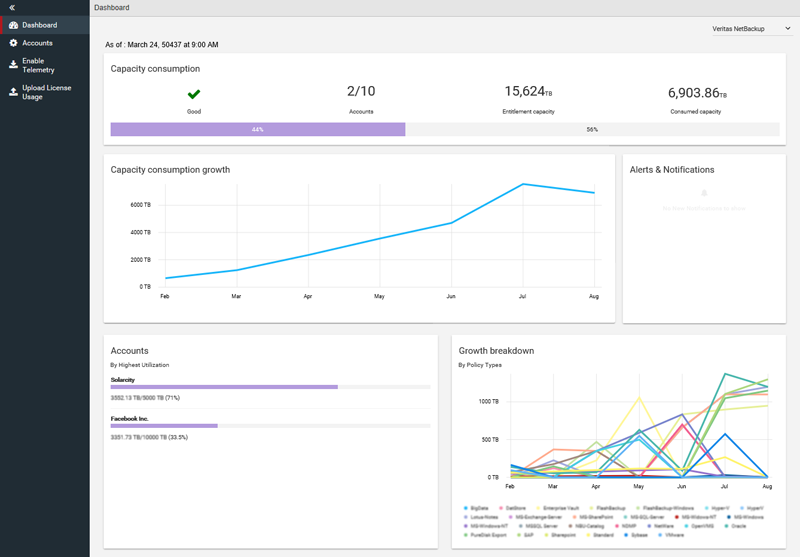 «
Dashboard
Dashboard
Accounts
Enable
Telemetry
Upload License
Usage
Veritas NetBackup
As of : March 24, 50437 at 9:00 AM
Capacity consumption
2/10
15,624TB
6,903.86TB
Good
Accounts
Entitlement capacity
Consumed capacity
44%
56%
Capacity consumption growth
6000 TB
4000 TB
2000 TB
0 TB
Feb Mar Apr May Jun Jul Aug
Alerts & Notifications
Accounts
By Highest Utilization
Solarcity
3552.13 TB/5000 TB (71%)
Facebook Inc.
3351.73 TB/10000 TB (33.5%)
Growth breakdown
By Policy Types
1000 TB
500 TB
0 TB
Feb Mar Apr May Jun Jul Aug
BigData DataStore Enterprise Vault FlashBackup FlashBackup-Windows Hyper-V HyperV
Lotus-Notes MS-Exchange-Server MS-SharePoint MS-SQL-Server MS-Widows-NT MS-Windows
MS-Windows-NT MSSQL Server NBU-Catalog NDMP NetWare OpenVMS Oracle
PureDisk Export SAP Sharepoint Standard Sybase VMware